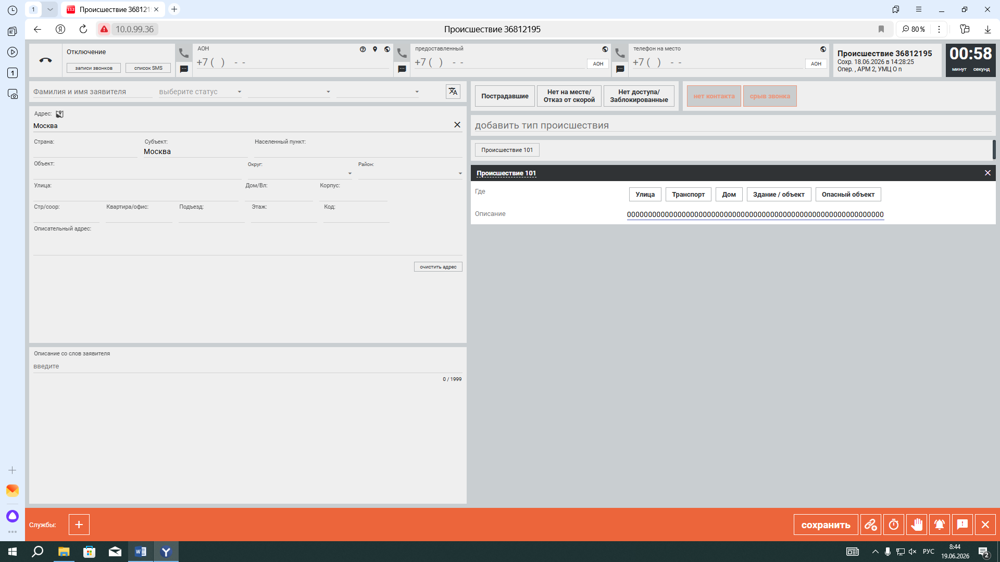 1
Происшествие 36812195
10.0.99.36
Происшествие 36812195
80%
1
Отключение
записи звонков
список SMS
АОН
+7 ( ) - -
предоставленный
+7 ( ) - -
АОН
телефон на место
+7 ( ) - -
АОН
Происшествие 36812195
Сохр. 18.06.2026 в 14:28:25
Опер. , АРМ 2, УМЦ О п
00:58
минут секунд
Фамилия и имя заявителя
выберите статус
Пострадавшие
Нет на месте/
Отказ от скорой
Нет доступа/
Заблокированные
нет контакта
срыв звонка
Адрес:
Москва
Страна:
Субъект:
Москва
Населенный пункт:
Объект:
Округ:
Район:
Улица:
Дом/Вл:
Корпус:
Стр/соор:
Квартира/офис:
Подъезд:
Этаж:
Код:
Описательный адрес:
очистить адрес
добавить тип происшествия
Происшествие 101
Происшествие 101
Где
Улица
Транспорт
Дом
Здание / объект
Опасный объект
Описание
Описание со слов заявителя
введите
0 / 1999
Службы:
+
сохранить
РУС
8:44
19.06.2026
2